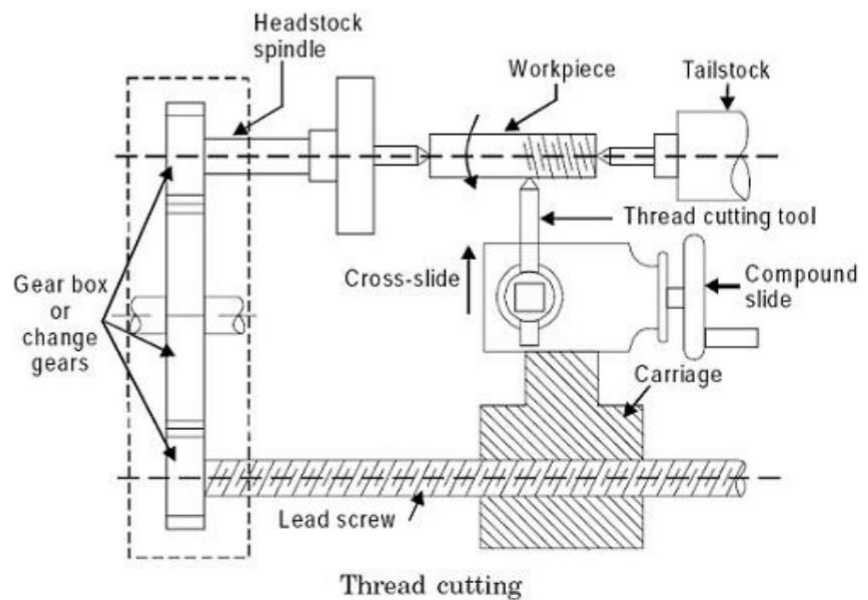 Headstock
spindle
Workpiece
Tailstock
Thread cutting tool
Cross-slide
Compound
slide
Gear box
or
change
gears
Carriage
Lead screw
Thread cutting